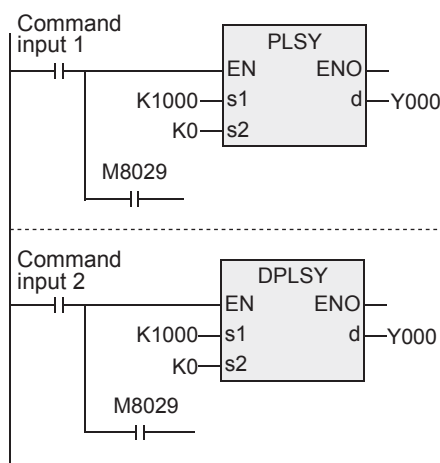 Command
input 1
PLSY
EN ENO
K1000 s1 d Y000
K0 s2
M8029
Command
input 2
DPLSY
EN ENO
K1000 s1 d Y000
K0 s2
M8029